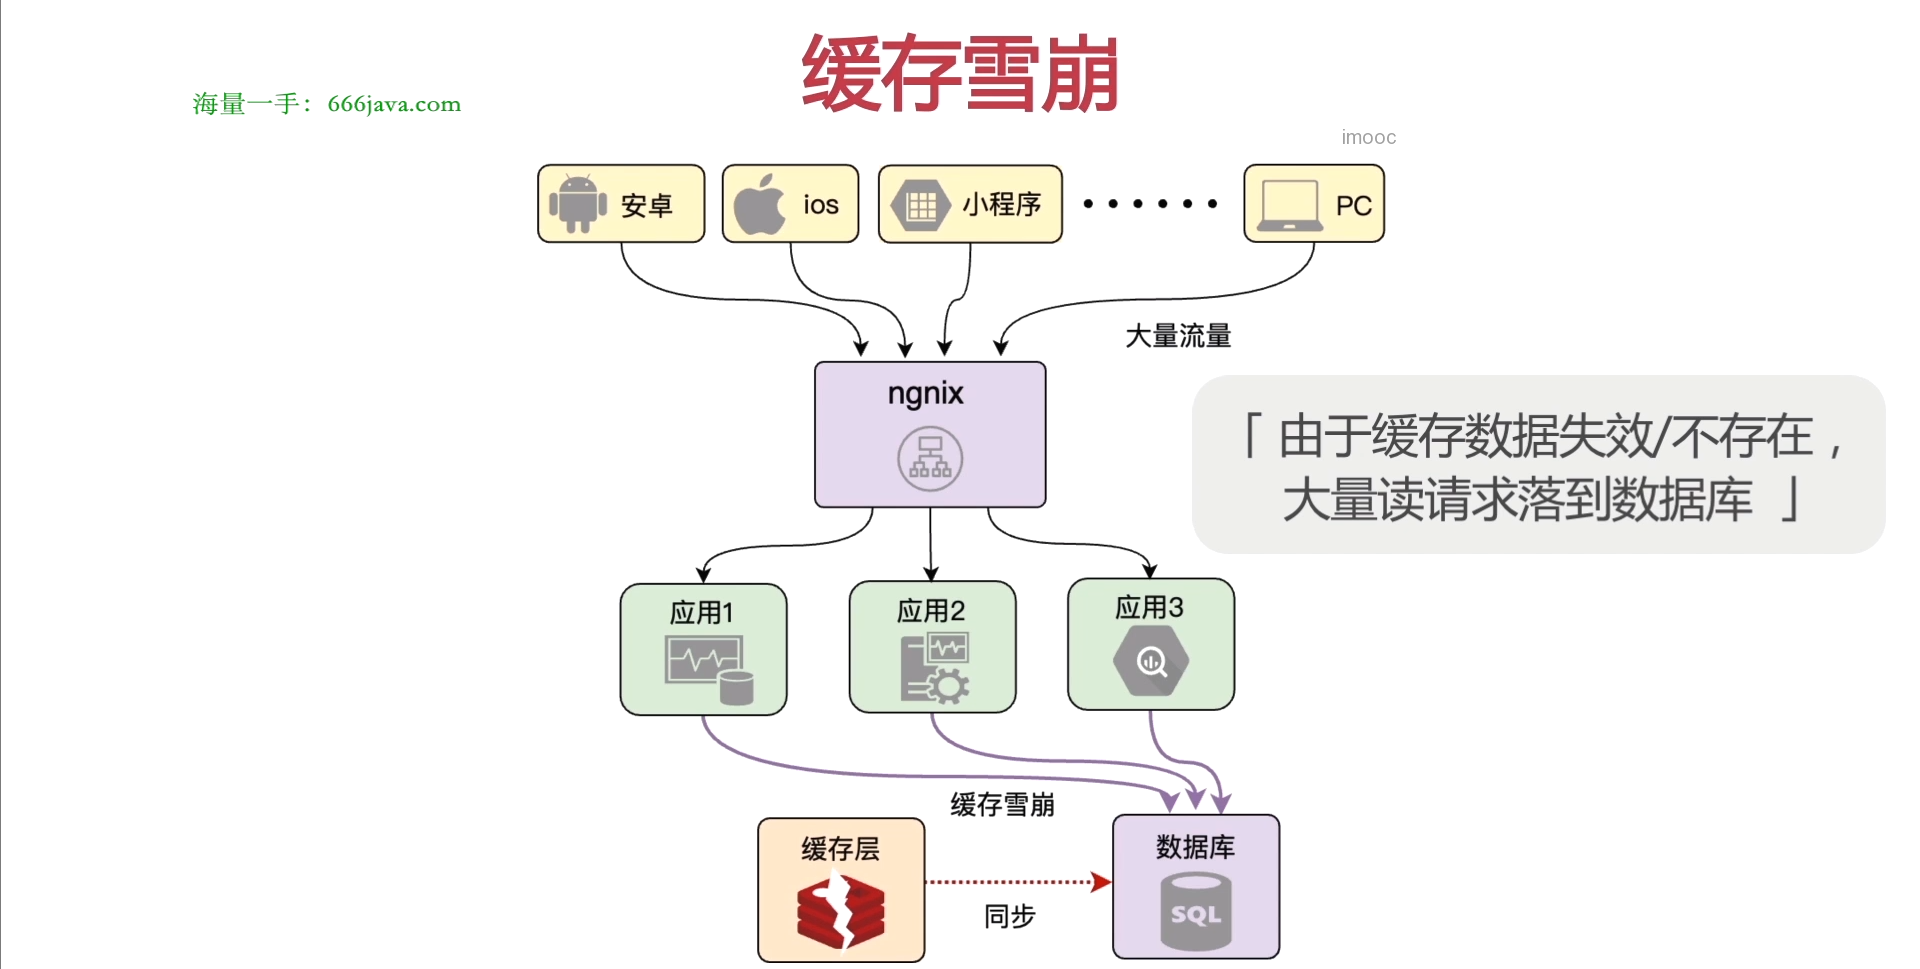 缓存雪崩
海量一手：666java.com
imooc
安卓
ios
小程序
PC
大量流量
ngnix
「 由于缓存数据失效/不存在，
大量读请求落到数据库 」
应用1
应用2
应用3
缓存雪崩
缓存层
数据库
同步
SQL